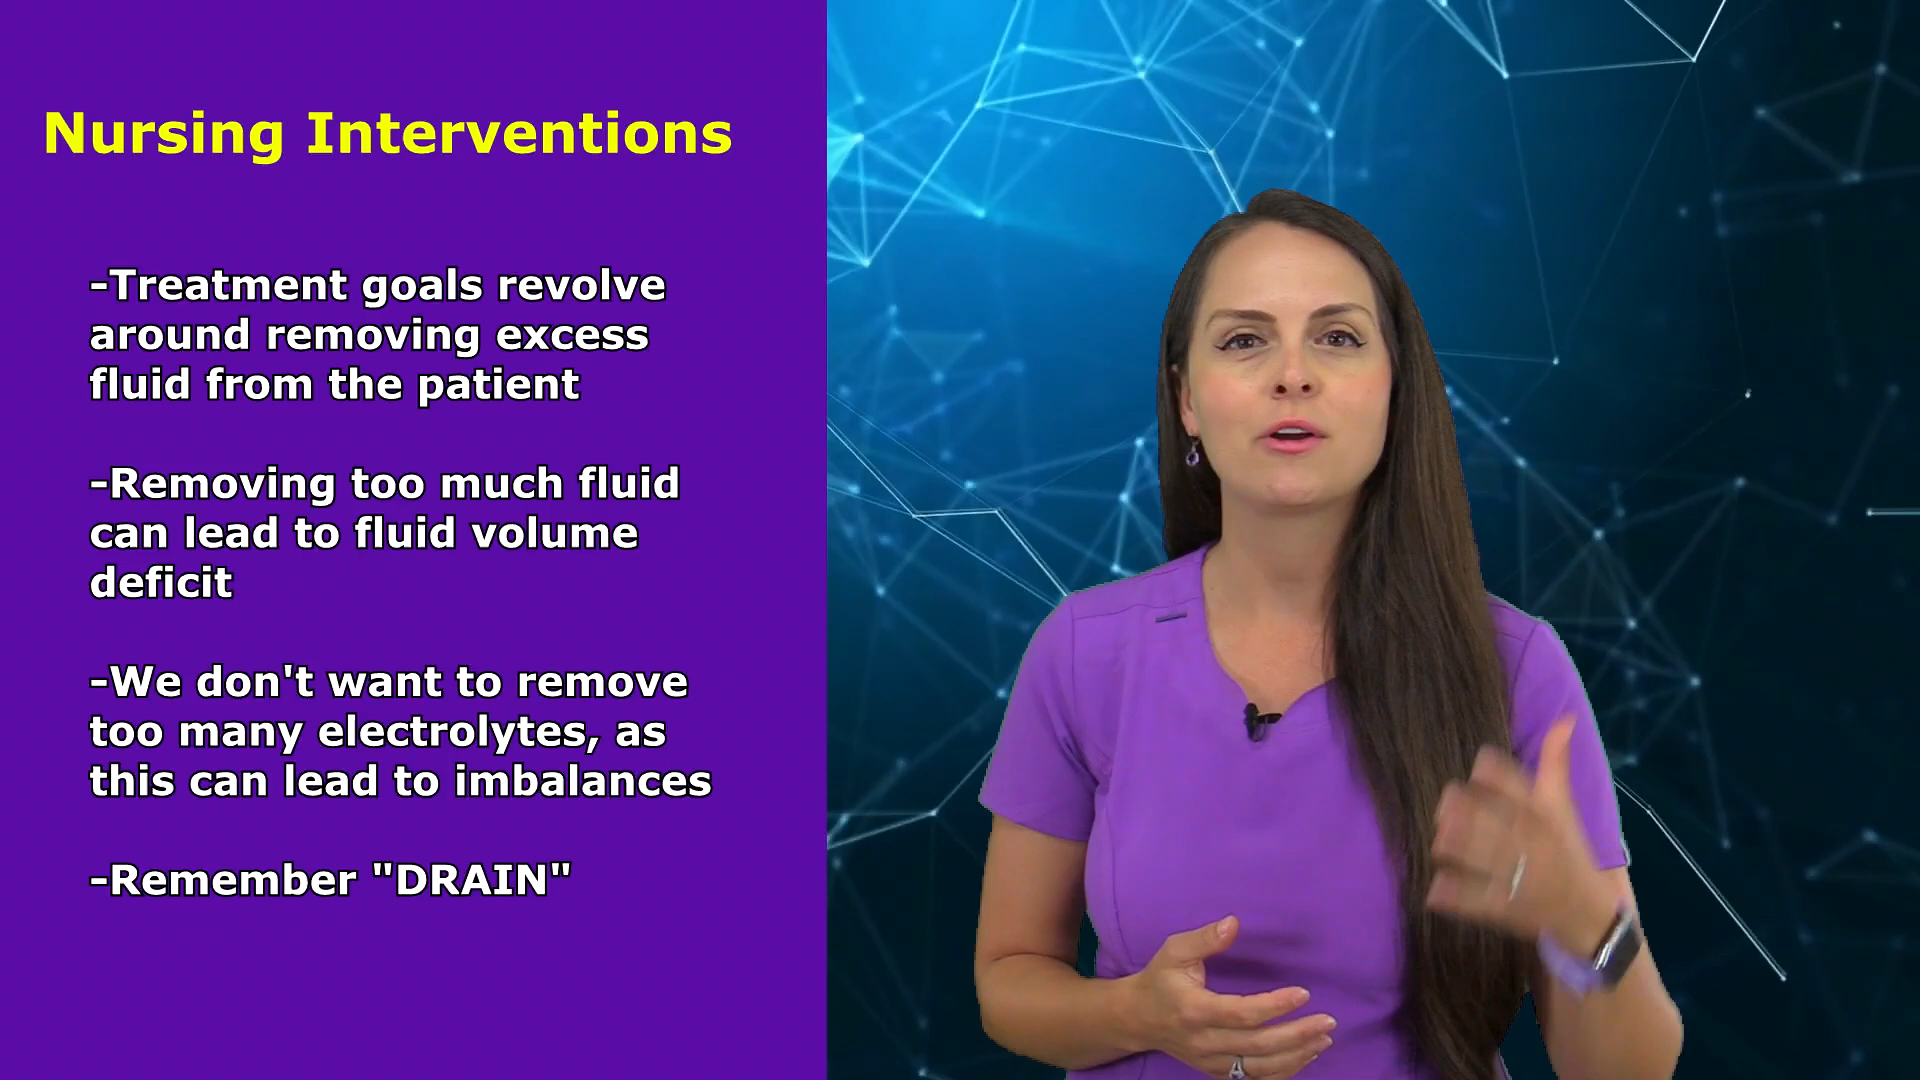 Nursing Interventions
-Treatment goals revolve
around removing excess
fluid from the patient
-Removing too much fluid
can lead to fluid volume
deficit
-We don't want to remove
too many electrolytes, as
this can lead to imbalances
-Remember "DRAIN"